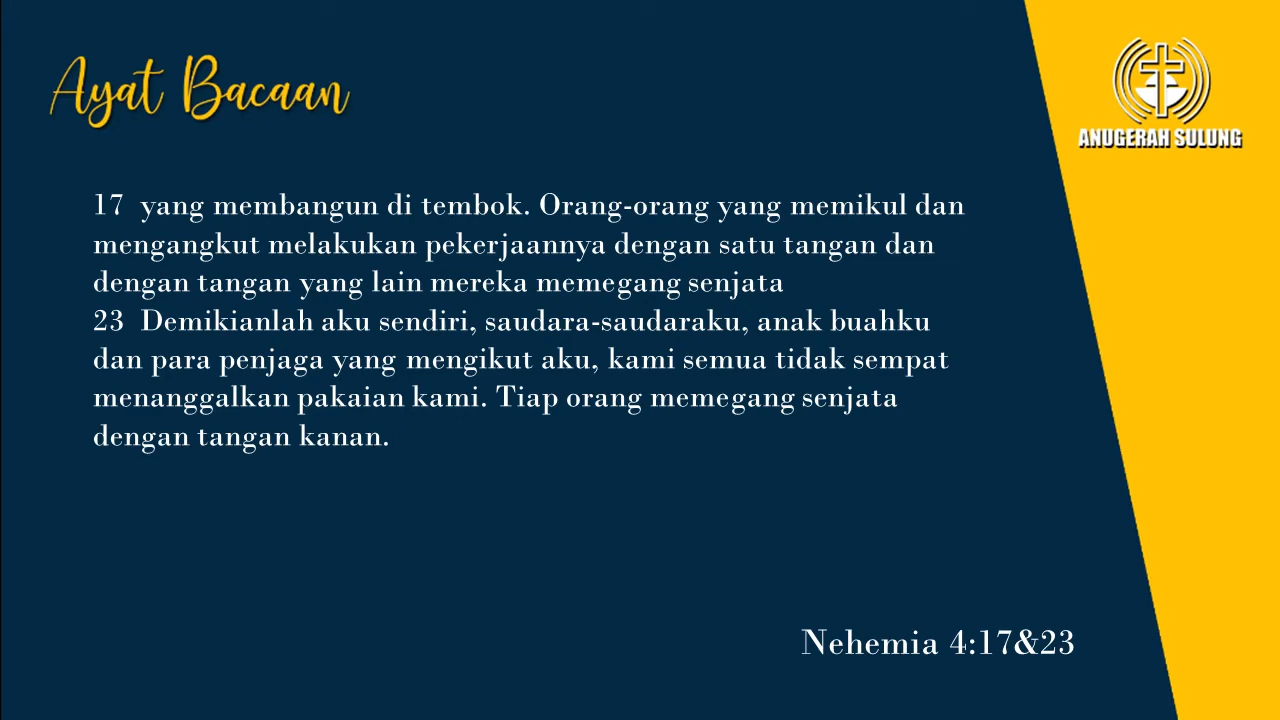 Ayat Bacaan
ANUGERAH SULUNG
17 yang membangun di tembok. Orang-orang yang memikul dan
mengangkut melakukan pekerjaannya dengan satu tangan dan
dengan tangan yang lain mereka memegang senjata
23 Demikianlah aku sendiri, saudara-saudaraku, anak buahku
dan para penjaga yang mengikut aku, kami semua tidak sempat
menanggalkan pakaian kami. Tiap orang memegang senjata
dengan tangan kanan.
Nehemia 4:17&23